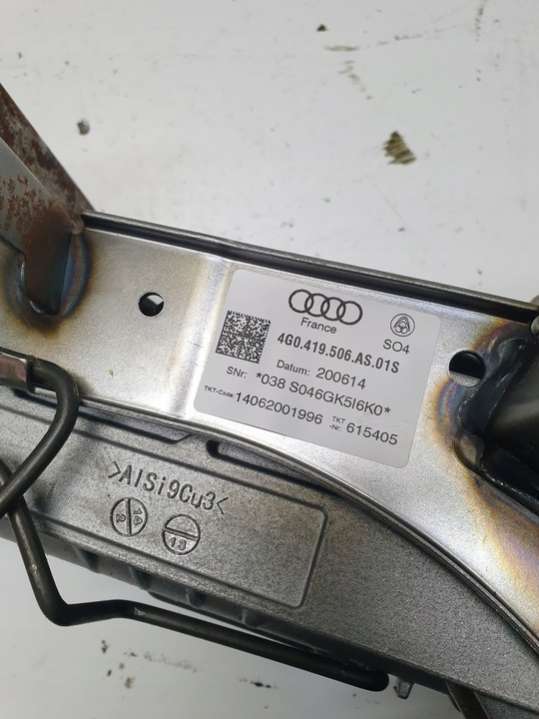 France
4G0.419.506.AS.01S
SO4
Datum: 200614
SNr: *038 S046GK5I6K0*
TKT-Code 14062001996 TKT-Nr. 615405
>AlSi9Cu3<
13